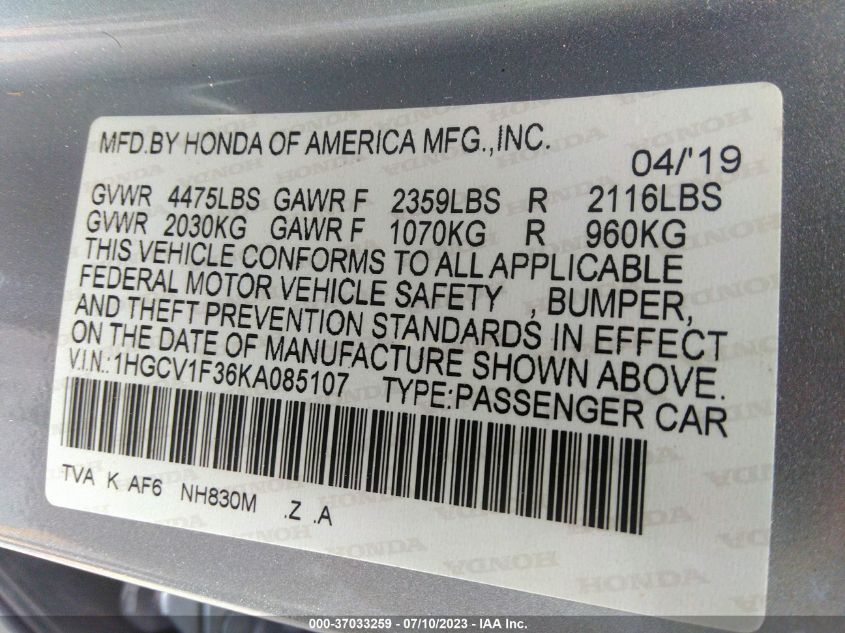 MFD.BY HONDA OF AMERICA MFG.,INC. 04/'19
GVWR 4475LBS GAWR F 2359LBS R 2116LBS
GVWR 2030KG GAWR F 1070KG R 960KG
THIS VEHICLE CONFORMS TO ALL APPLICABLE
FEDERAL MOTOR VEHICLE SAFETY , BUMPER,
AND THEFT PREVENTION STANDARDS IN EFFECT
ON THE DATE OF MANUFACTURE SHOWN ABOVE.
V.I.N.:1HGCV1F36KA085107 TYPE:PASSENGER CAR
TVA K AF6 NH830M .Z .A
000-37033259 - 07/10/2023 - IAA Inc.